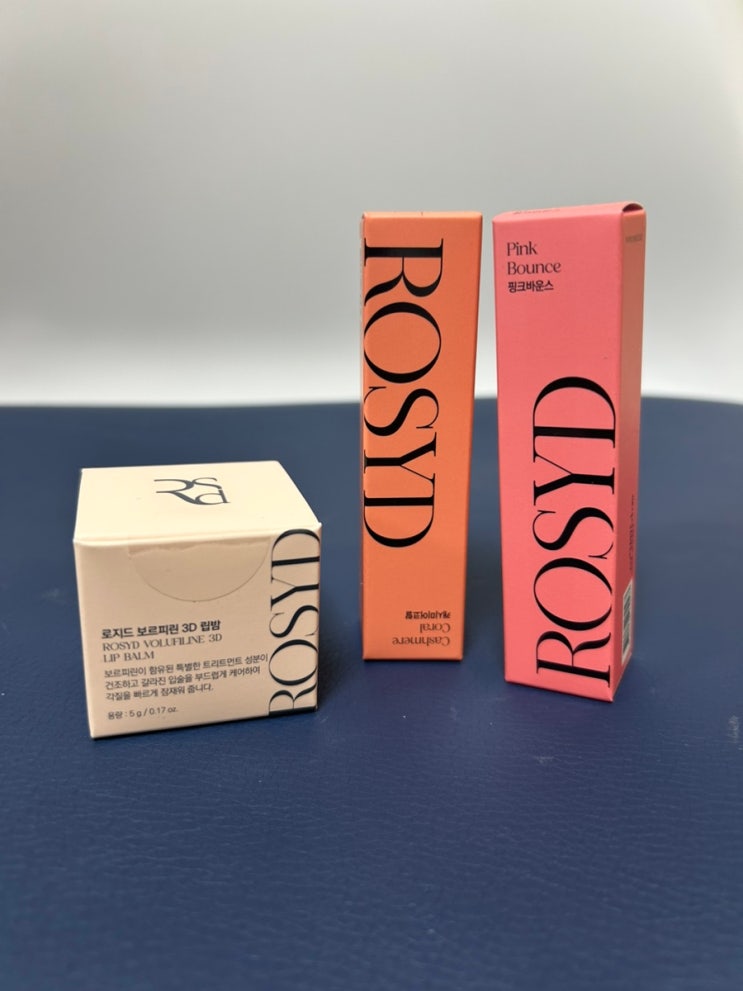 RSd
로지드 보르피린 3D 립밤
ROSYD VOLUFILINE 3D
LIP BALM
보르피린이 함유된 특별한 트리트먼트 성분이
건조하고 갈라진 입술을 부드럽게 케어하며
각질을 빠르게 잠재워 줍니다.
용량 : 5 g / 0.17 oz.
ROSYD
ROSYD
Cashmere
Coral
캐시미어코랄
Pink
Bounce
핑크바운스
ROSYD